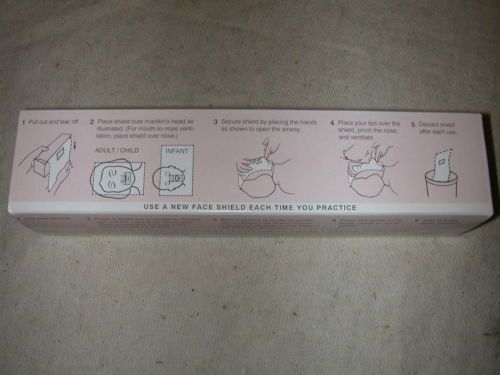 1 Pull out and tear off
2 Place shield over manikin's head as
illustrated. (For mouth-to-nose venti-
lation, place shield over nose.)
ADULT / CHILD
INFANT
3 Secure shield by placing the hands
as shown to open the airway.
4 Place your lips over the
shield, pinch the nose,
and ventilate.
5 Discard shield
after each use.
USE A NEW FACE SHIELD EACH TIME YOU PRACTICE